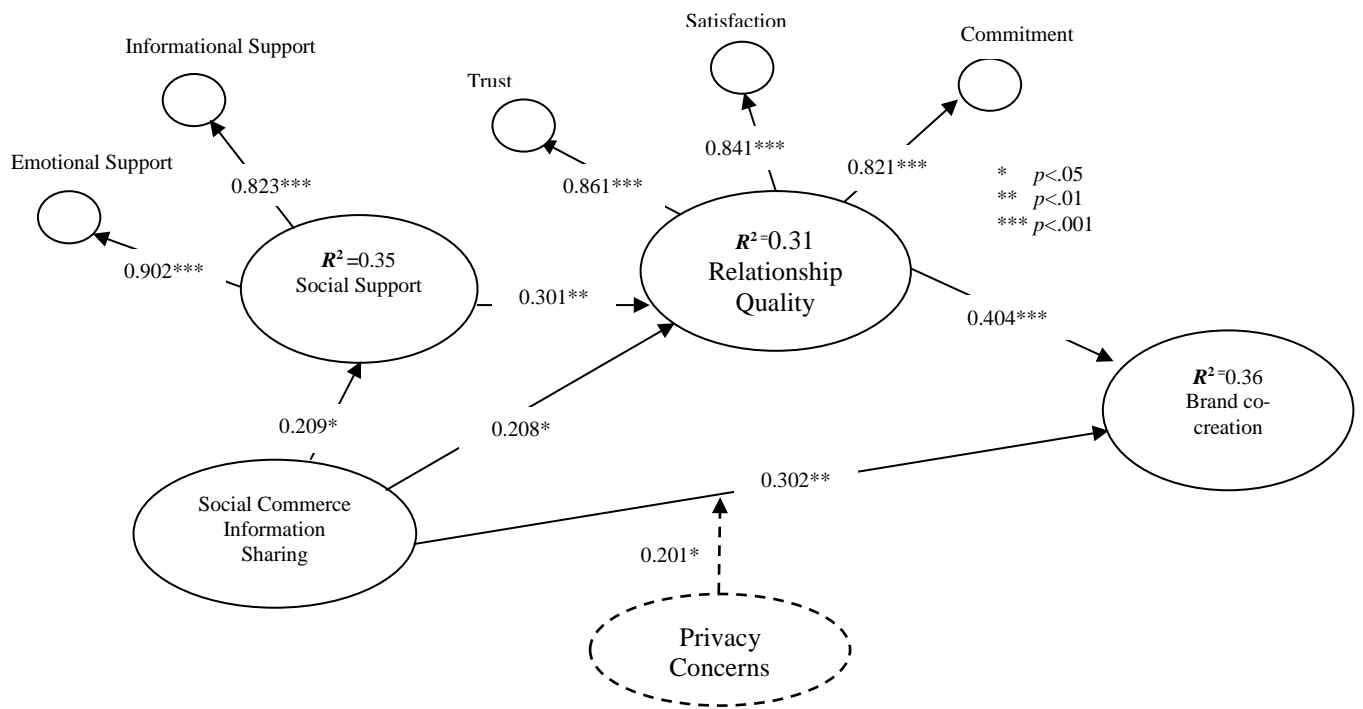 Satisfaction
Commitment
Informational Support
Trust
Emotional Support
0.841***
0.821***
0.823***
0.861***
* p<.05
** p<.01
*** p<.001
0.902***
R²=0.35
Social Support
R²=0.31
Relationship
Quality
0.301**
0.404***
R²=0.36
Brand co-
creation
0.209*
0.208*
0.302**
Social Commerce
Information
Sharing
0.201*
Privacy
Concerns